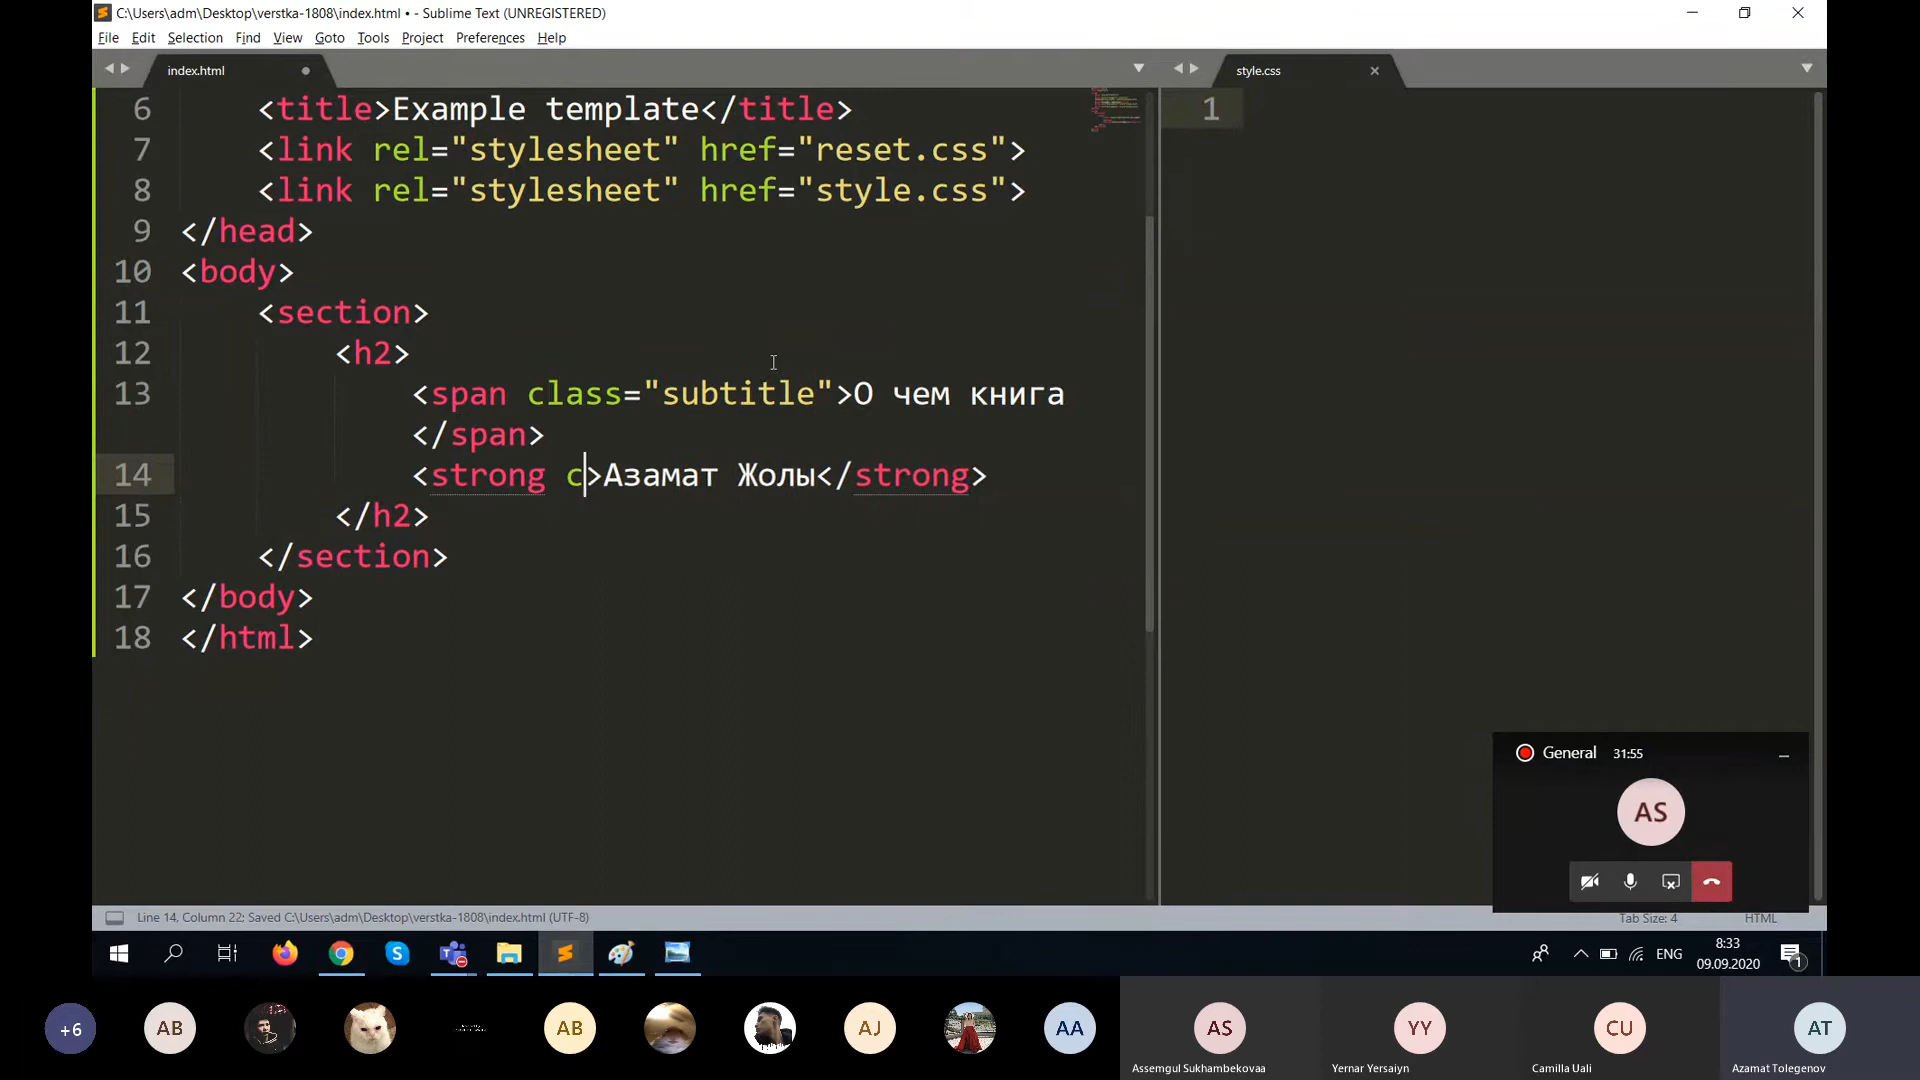 C:\Users\adm\Desktop\verstka-1808\index.html • - Sublime Text (UNREGISTERED)
File Edit Selection Find View Goto Tools Project Preferences Help
index.html
style.css
6 <title>Example template</title>
7 <link rel="stylesheet" href="reset.css">
8 <link rel="stylesheet" href="style.css">
9 </head>
10 <body>
11 <section>
12 <h2>
13 <span class="subtitle">О чем книга
</span>
14 <strong c>Азамат Жолы</strong>
15 </h2>
16 </section>
17 </body>
18 </html>
1
General 31:55
AS
Line 14, Column 22; Saved C:\Users\adm\Desktop\verstka-1808\index.html (UTF-8)
Tab Size: 4 HTML
ENG
8:33
09.09.2020
1
+6 AB AB AJ AA AS YY CU AT
Assemgul Sukhambekovaa Yernar Yersaiyn Camilla Uali Azamat Tolegenov